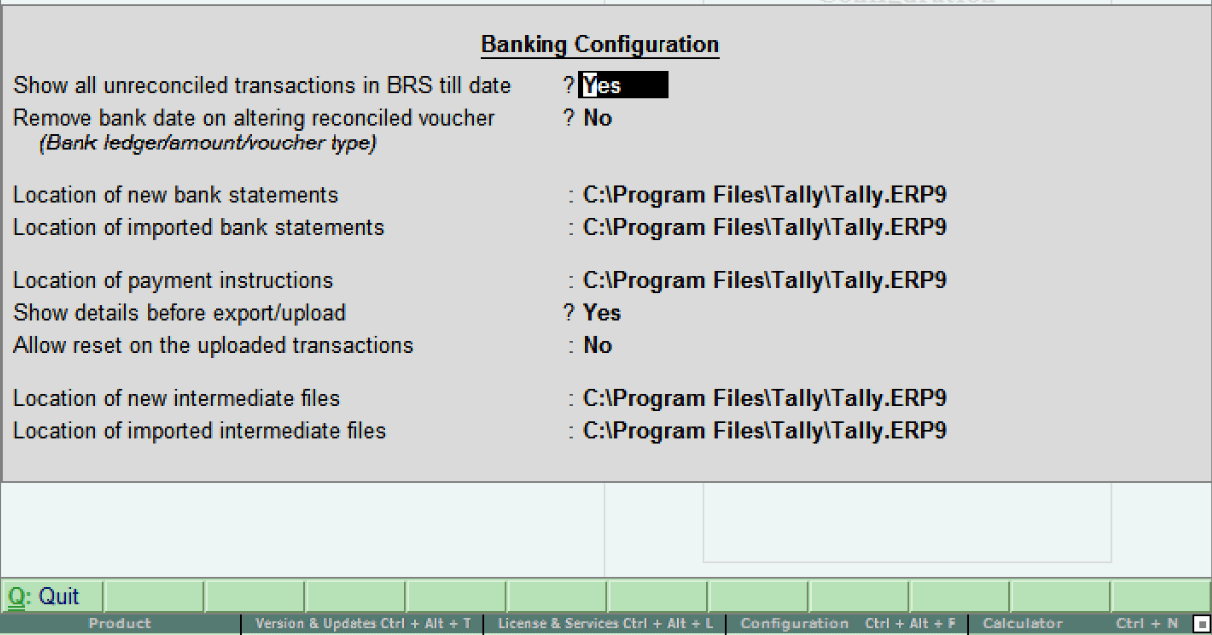 Configuration
Banking Configuration
Show all unreconciled transactions in BRS till date ? Yes
Remove bank date on altering reconciled voucher ? No
(Bank ledger/amount/voucher type)
Location of new bank statements : C:\Program Files\Tally\Tally.ERP9
Location of imported bank statements : C:\Program Files\Tally\Tally.ERP9
Location of payment instructions : C:\Program Files\Tally\Tally.ERP9
Show details before export/upload ? Yes
Allow reset on the uploaded transactions : No
Location of new intermediate files : C:\Program Files\Tally\Tally.ERP9
Location of imported intermediate files : C:\Program Files\Tally\Tally.ERP9
Q: Quit
Product Version & Updates Ctrl + Alt + T License & Services Ctrl + Alt + L Configuration Ctrl + Alt + F Calculator Ctrl + N